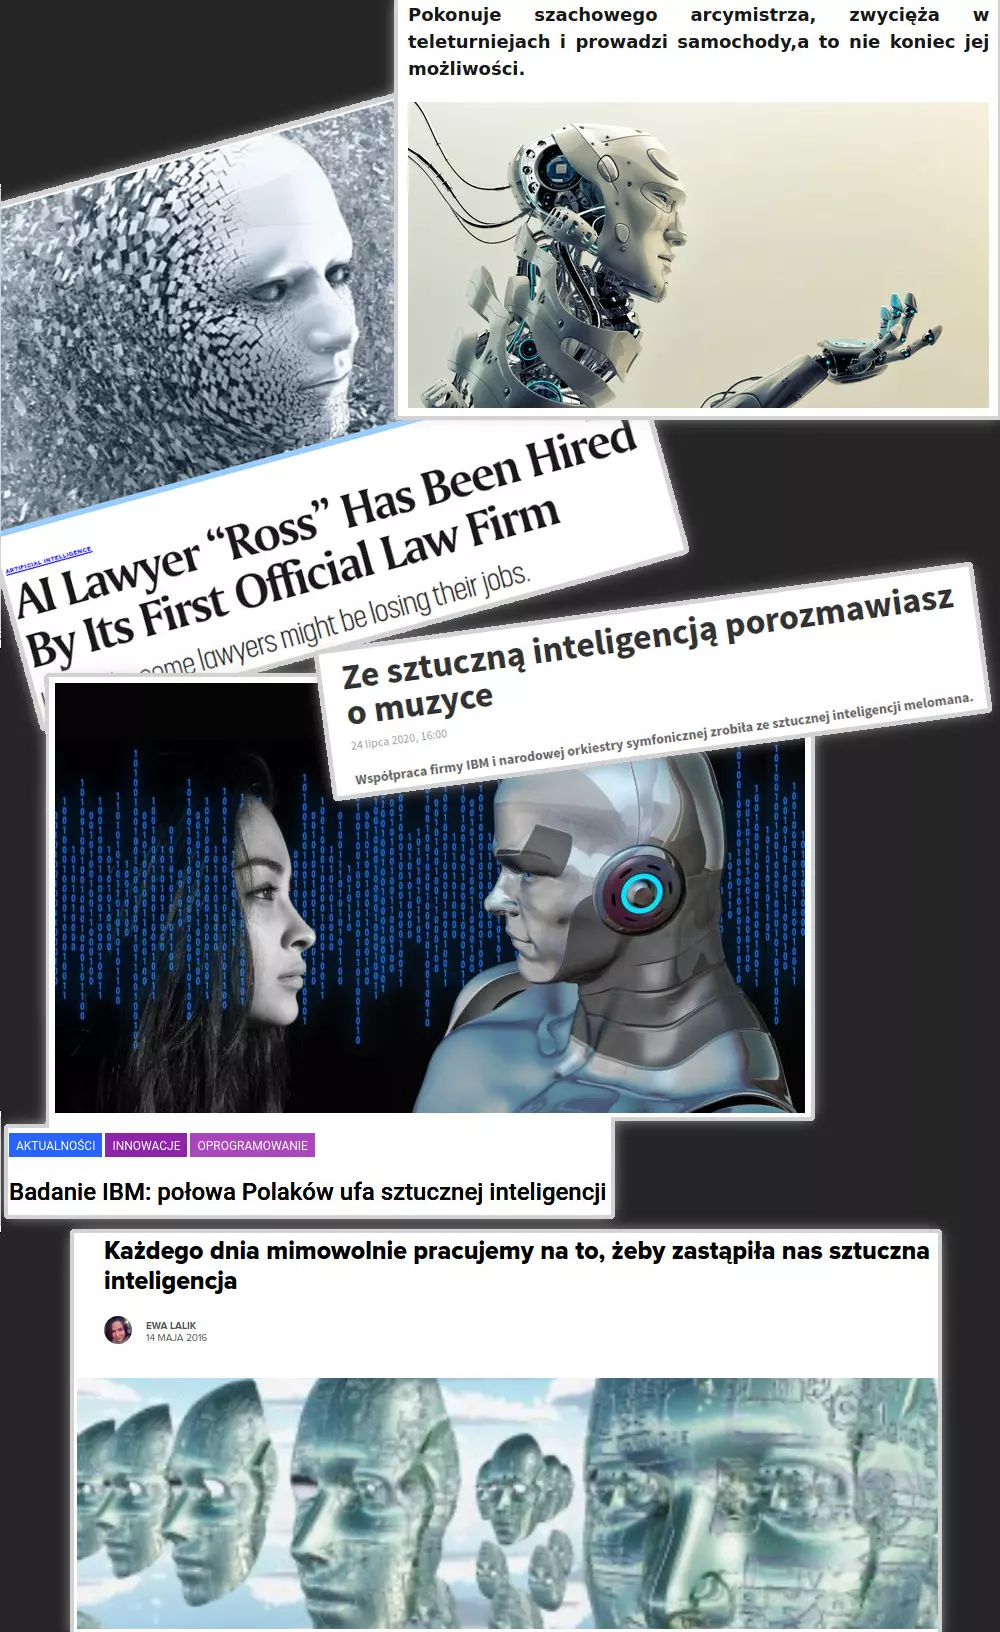 Pokonuje szachowego arcymistrza, zwycięża w
teleturniejach i prowadzi samochody,a to nie koniec jej
możliwości.
ARTIFICIAL INTELLIGENCE
AI Lawyer “Ross” Has Been Hired
By Its First Official Law Firm
some lawyers might be losing their jobs.
Ze sztuczną inteligencją porozmawiasz
o muzyce
24 lipca 2020, 16:00
Współpraca firmy IBM i narodowej orkiestry symfonicznej zrobiła ze sztucznej inteligencji melomana.
AKTUALNOŚCI INNOWACJE OPROGRAMOWANIE
Badanie IBM: połowa Polaków ufa sztucznej inteligencji
Każdego dnia mimowolnie pracujemy na to, żeby zastąpiła nas sztuczna
inteligencja
EWA LALIK
14 MAJA 2016